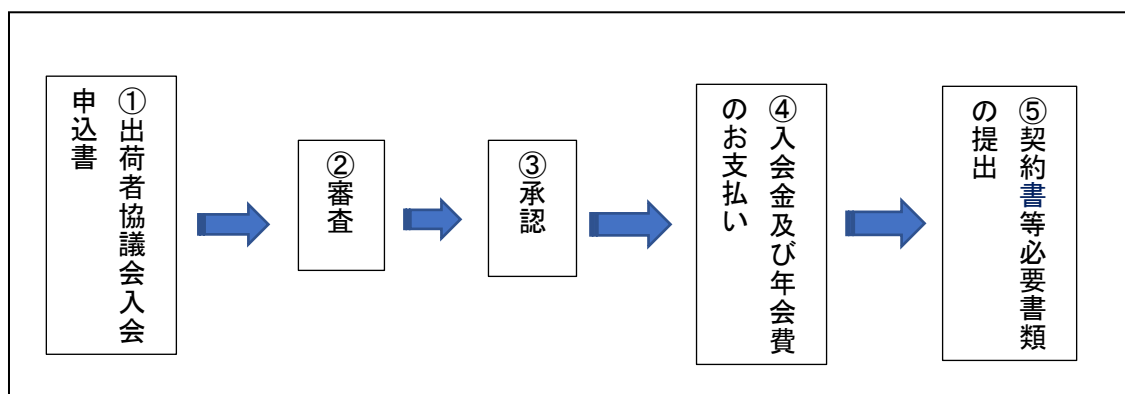 ①出荷者協議会入会
申込書
②審査
③承認
④入会金及び年会費
のお支払い
⑤契約書等必要書類
の提出